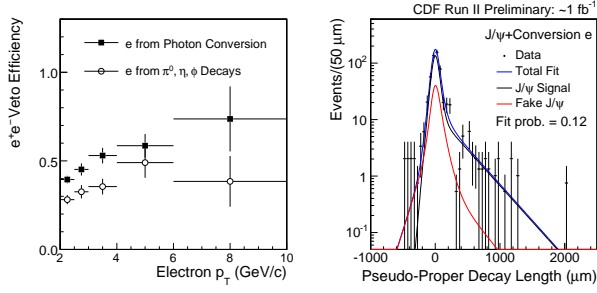 CDF Run II Preliminary: ~1 fb⁻¹
e⁺e⁻ Veto Efficiency
1.0
0.5
0.0
e from Photon Conversion
e from π⁰, η, φ Decays
2 4 6 8 10
Electron p_T (GeV/c)
Events/(50 μm)
10²
10
1
10⁻¹
J/ψ+Conversion e
Data
Total Fit
J/ψ Signal
Fake J/ψ
Fit prob. = 0.12
-1000 0 1000 2000
Pseudo-Proper Decay Length (μm)